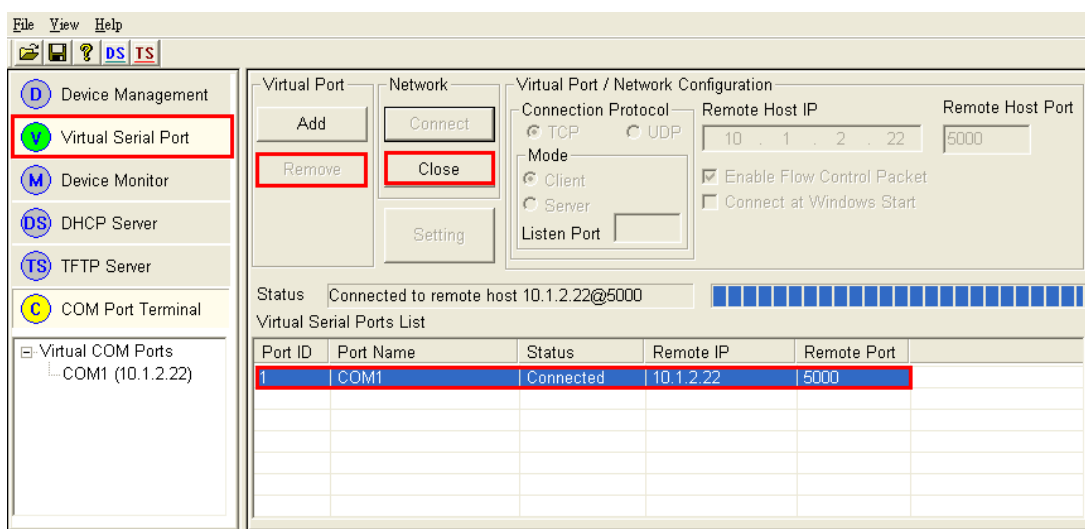 File View Help
DS TS
D Device Management
V Virtual Serial Port
M Device Monitor
DS DHCP Server
TS TFTP Server
C COM Port Terminal
Virtual COM Ports
COM1 (10.1.2.22)
Virtual Port
Add
Remove
Network
Connect
Close
Setting
Virtual Port / Network Configuration
Connection Protocol
TCP UDP
Mode
Client
Server
Listen Port
Remote Host IP
10 . 1 . 2 . 22
Remote Host Port
5000
Enable Flow Control Packet
Connect at Windows Start
Status Connected to remote host 10.1.2.22@5000
Virtual Serial Ports List
Port ID Port Name Status Remote IP Remote Port
1 COM1 Connected 10.1.2.22 5000